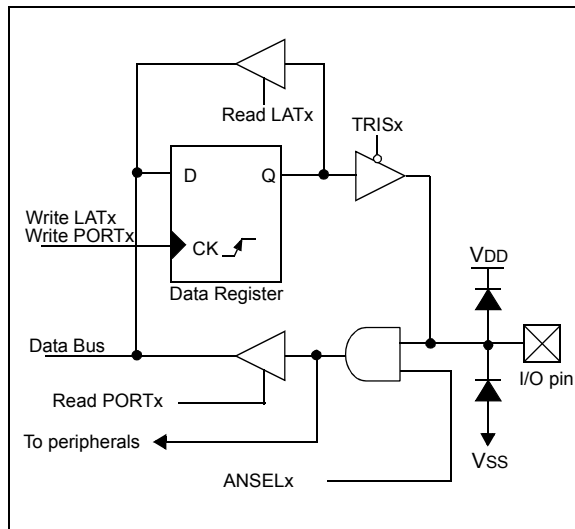 Read LATx
TRISx
D Q
Write LATx
Write PORTx
CK
Data Register
VDD
Data Bus
I/O pin
Read PORTx
To peripherals
VSS
ANSELx